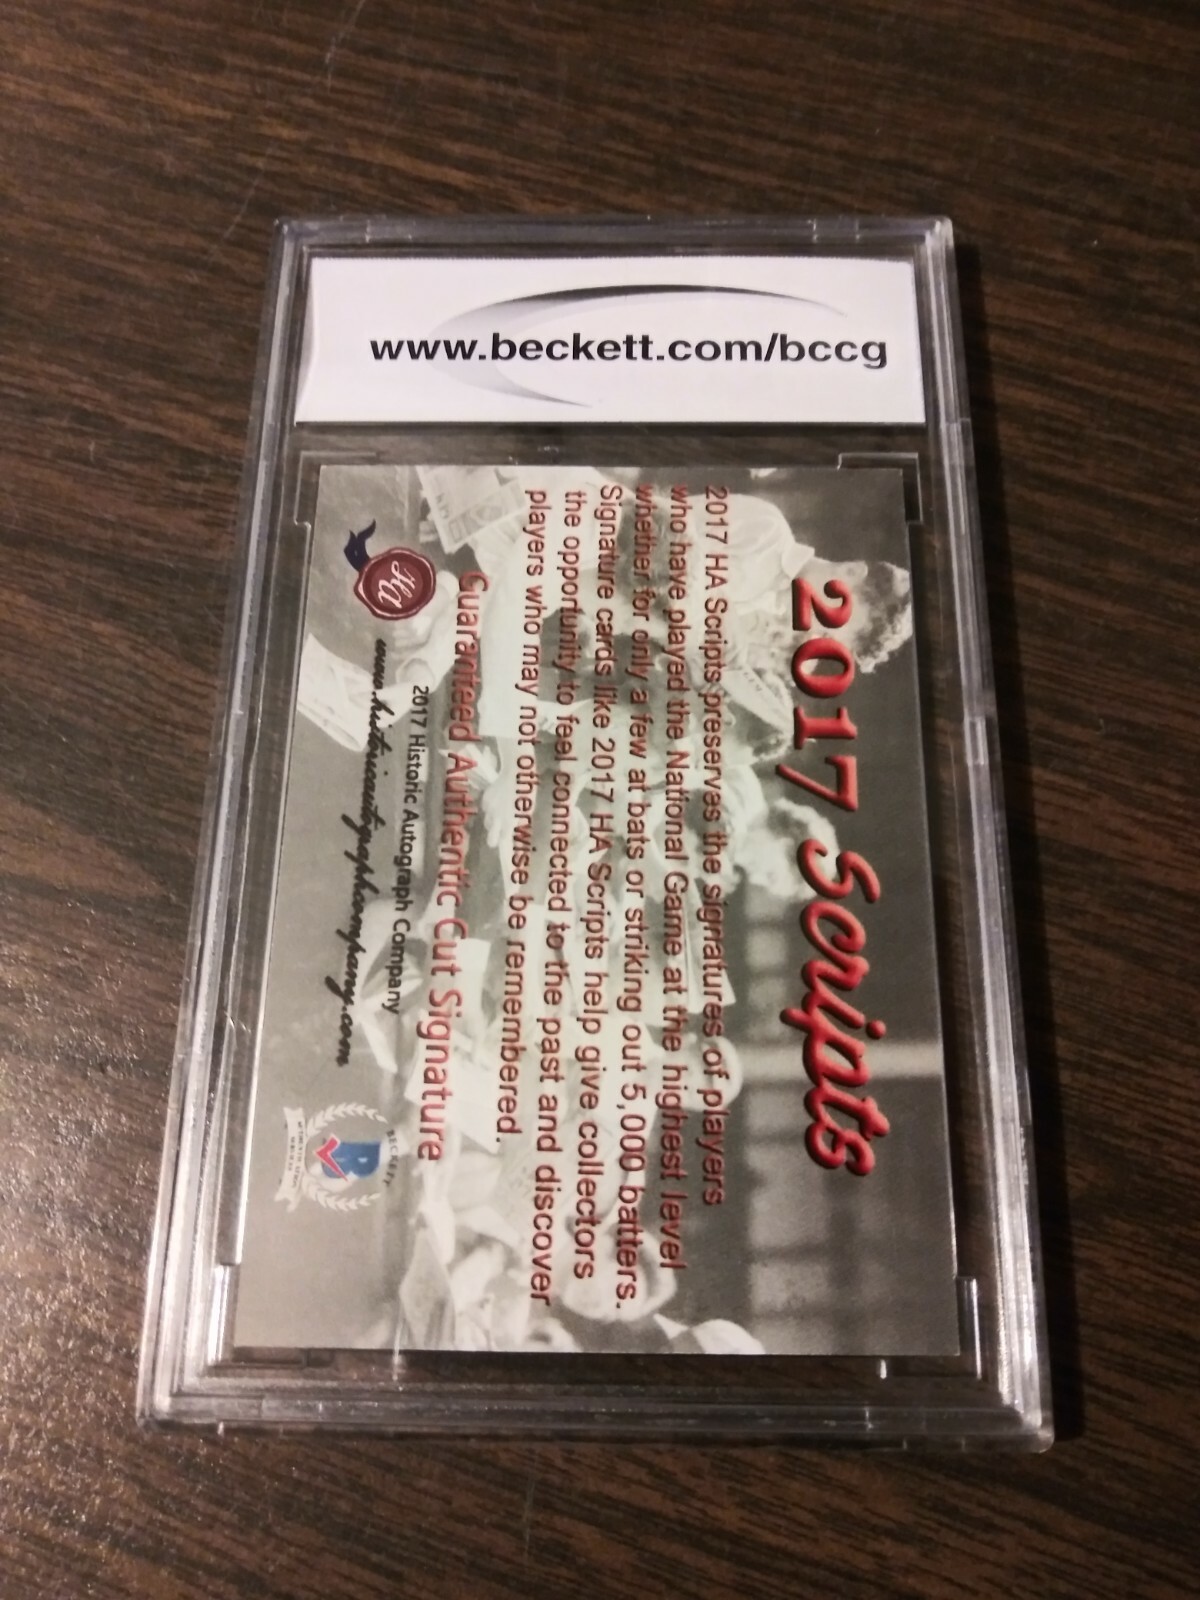 www.beckett.com/bccg
2017 Scripts
2017 HA Scripts preserves the signatures of players
who have played the National Game at the highest level
whether for only a few at bats or striking out 5,000 batters.
Signature cards like 2017 HA Scripts help give collectors
the opportunity to feel connected to the past and discover
players who may not otherwise be remembered.
Guaranteed Authentic Cut Signature
2017 Historic Autograph Company
www.historicautographcompany.com
HA
BECKETT
B